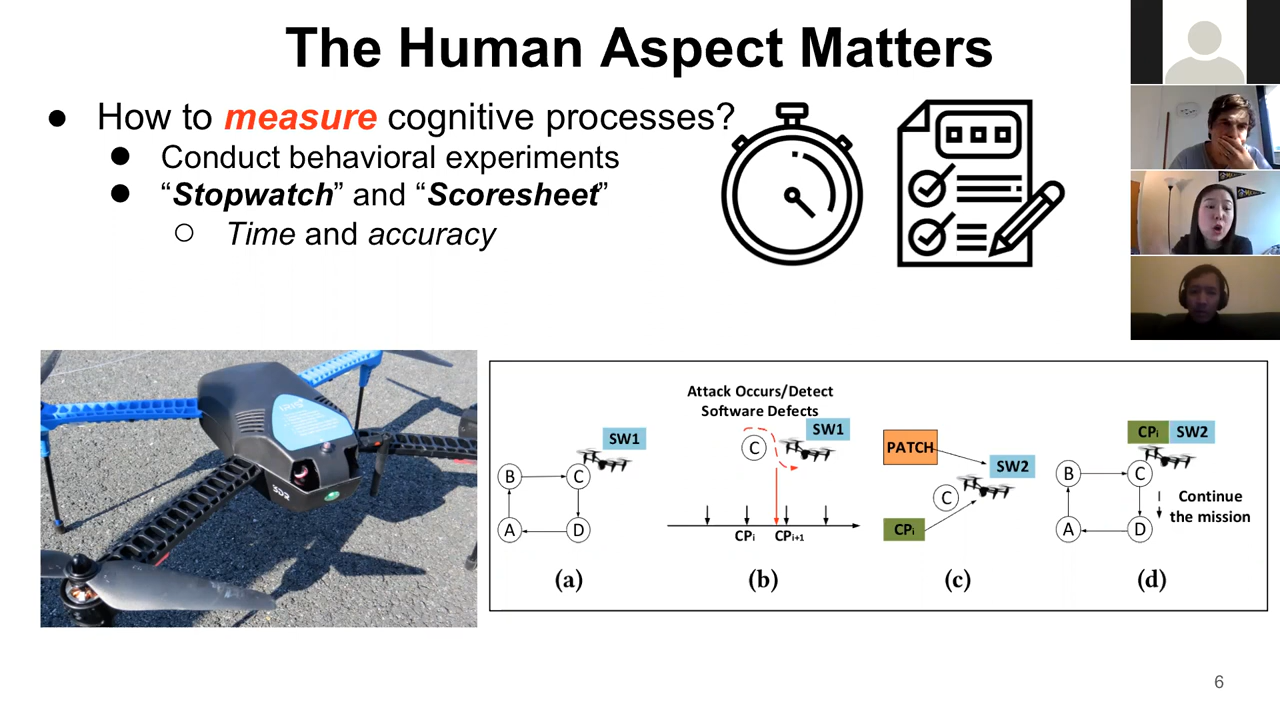 The Human Aspect Matters
● How to measure cognitive processes?
● Conduct behavioral experiments
● “Stopwatch” and “Scoresheet”
○ Time and accuracy
3DR
SW1
B
C
A
D
(a)
Attack Occurs/Detect
Software Defects
SW1
C
CPi
CPi+1
(b)
PATCH
SW2
C
CPi
(c)
CPi SW2
B
C
Continue
the mission
A
D
(d)
6